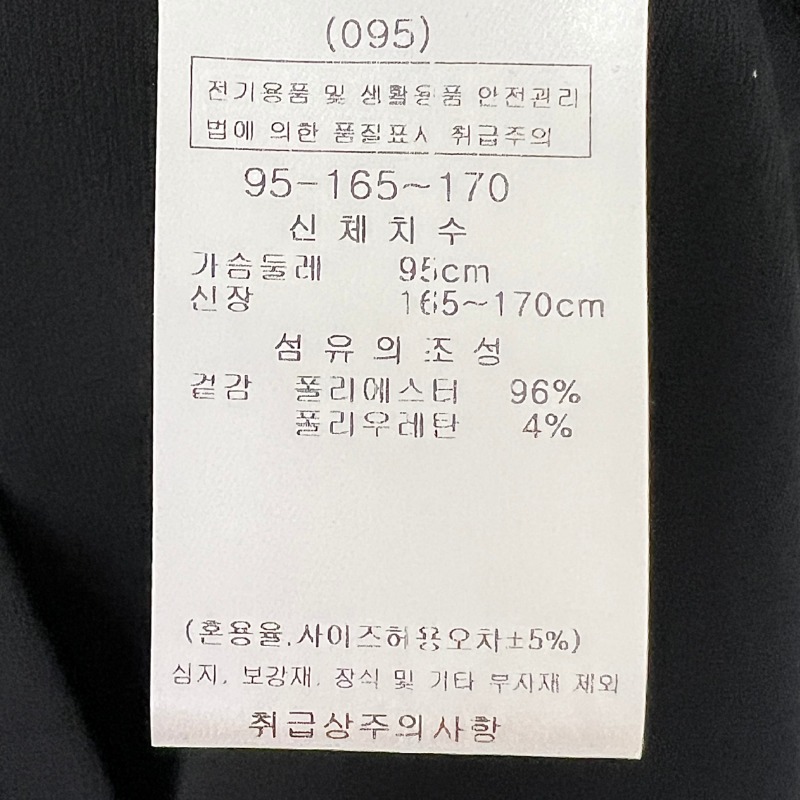 (095)
전기용품 및 생활용품 안전관리
법에 의한 품질표시 취급주의
95-165~170
신체치수
가슴둘레 95cm
신장 165~170cm
섬유의조성
겉감 폴리에스터 96%
폴리우레탄 4%
(혼용율.사이즈허용오차±5%)
심지, 보강재, 장식 및 기타 부자재 제외
취급상주의사항